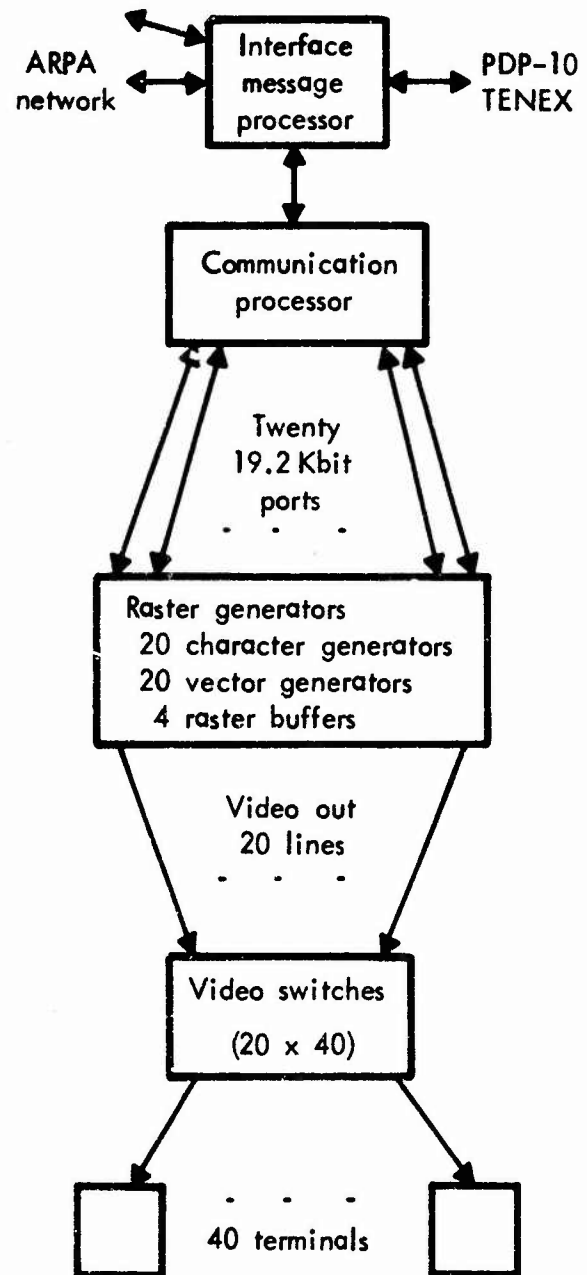 ARPA
network
Interface
message
processor
PDP-10
TENEX
Communication
processor
Twenty
19.2 Kbit
ports
. . .
Raster generators
20 character generators
20 vector generators
4 raster buffers
Video out
20 lines
. . .
Video switches
(20 x 40)
. . .
40 terminals